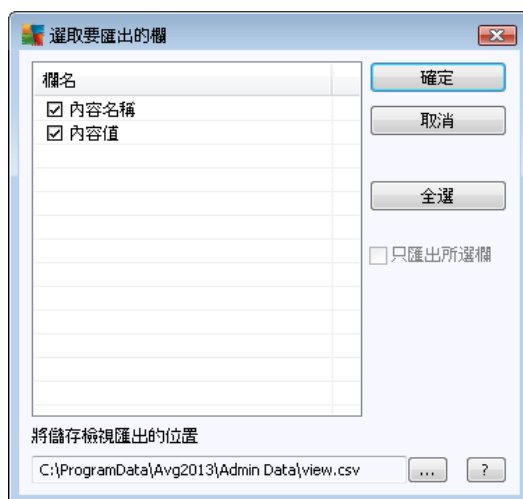 選取要匯出的欄
欄名
內容名稱
內容值
確定
取消
全選
只匯出所選欄
將儲存檢視匯出的位置
C:\ProgramData\Avg2013\Admin Data\view.csv
...
?